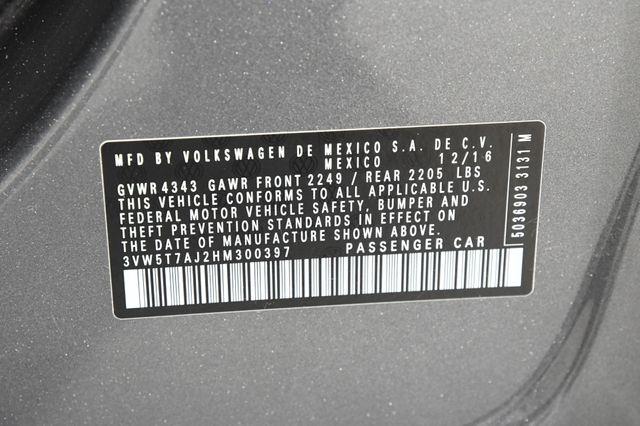 MFD BY VOLKSWAGEN DE MEXICO S.A. DE C.V.
MEXICO 12/16
GVWR 4343 GAWR FRONT 2249 / REAR 2205 LBS
THIS VEHICLE CONFORMS TO ALL APPLICABLE U.S.
FEDERAL MOTOR VEHICLE SAFETY, BUMPER AND
THEFT PREVENTION STANDARDS IN EFFECT ON
THE DATE OF MANUFACTURE SHOWN ABOVE.
3VW5T7AJ2HM300397 PASSENGER CAR
5036903 3131 M